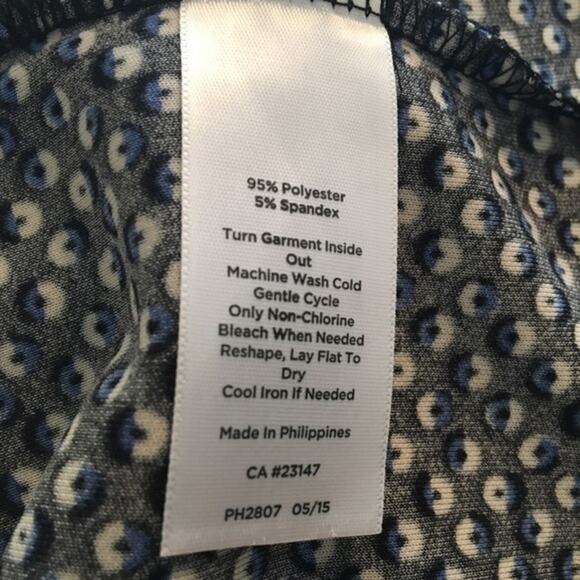 95% Polyester
5% Spandex
Turn Garment Inside
Out
Machine Wash Cold
Gentle Cycle
Only Non-Chlorine
Bleach When Needed
Reshape, Lay Flat To
Dry
Cool Iron If Needed
Made In Philippines
CA #23147
PH2807 05/15